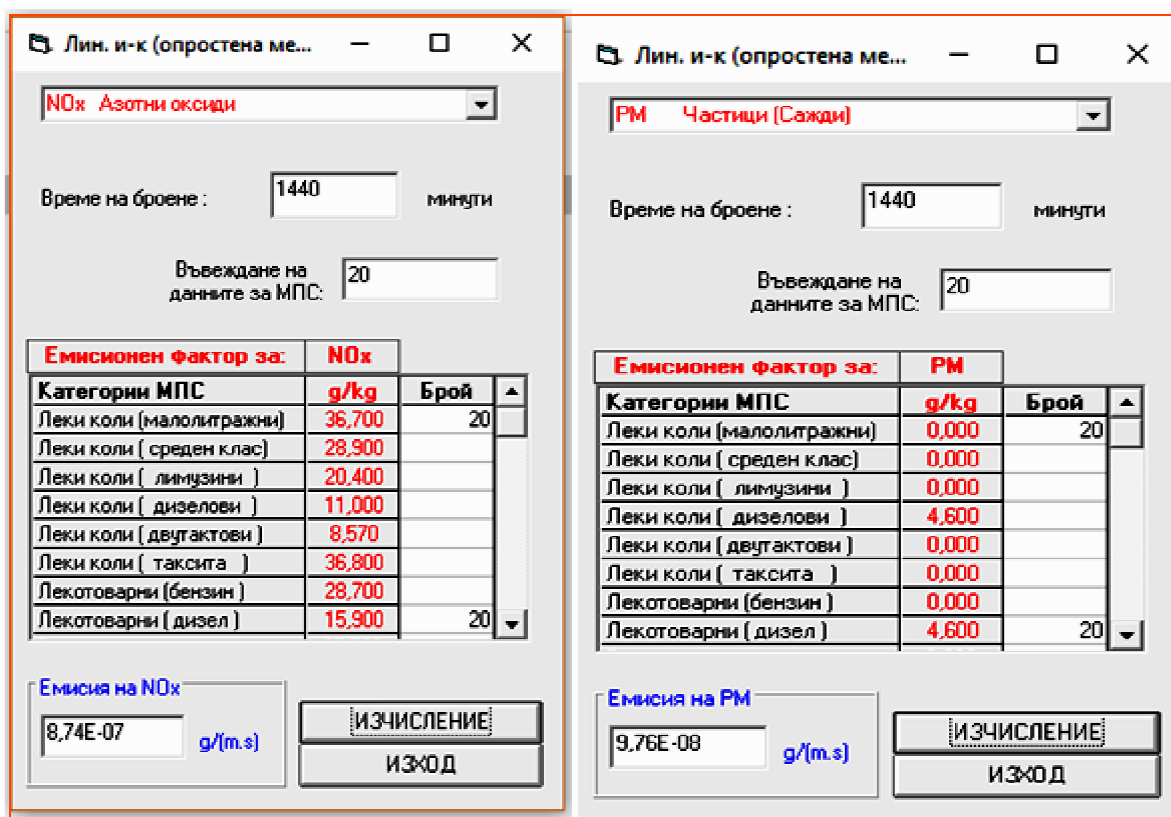 Лин. и-к (опростена ме...
NOx Азотни оксиди
Време на броене : 1440 минути
Въвеждане на
данните за МПС: 20
Емисионен фактор за: NOx
Категории МПС g/kg Брой
Леки коли (малолитражни) 36,700 20
Леки коли ( среден клас) 28,900
Леки коли ( лимузини ) 20,400
Леки коли ( дизелови ) 11,000
Леки коли ( двутактови ) 8,570
Леки коли ( таксита ) 36,800
Лекотоварни (бензин ) 28,700
Лекотоварни ( дизел ) 15,900 20
Емисия на NOx
8,74E-07 g/(m.s)
ИЗЧИСЛЕНИЕ
ИЗХОД
Лин. и-к (опростена ме...
PM Частици (Сажди)
Време на броене : 1440 минути
Въвеждане на
данните за МПС: 20
Емисионен фактор за: PM
Категории МПС g/kg Брой
Леки коли (малолитражни) 0,000 20
Леки коли ( среден клас) 0,000
Леки коли ( лимузини ) 0,000
Леки коли ( дизелови ) 4,600
Леки коли ( двутактови ) 0,000
Леки коли ( таксита ) 0,000
Лекотоварни (бензин ) 0,000
Лекотоварни ( дизел ) 4,600 20
Емисия на PM
9,76E-08 g/(m.s)
ИЗЧИСЛЕНИЕ
ИЗХОД